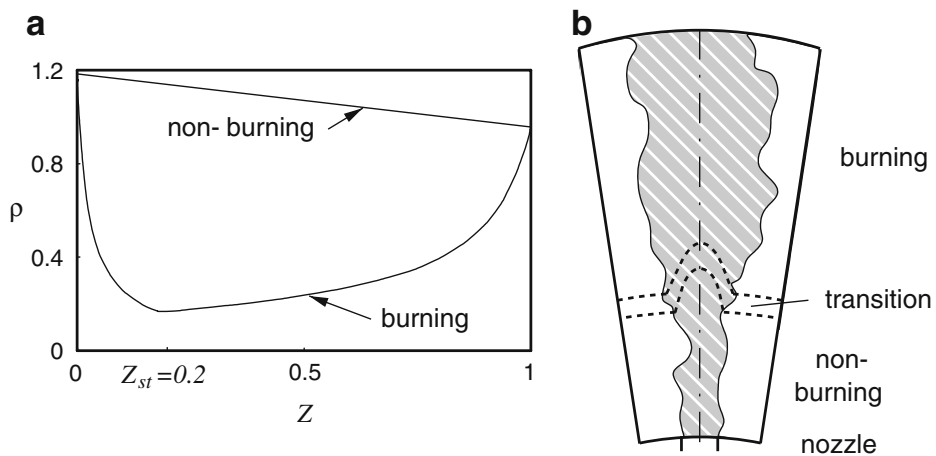 a
1.2
0.8
ρ
0.4
0
non- burning
burning
0
Z_st=0.2
0.5
1
Z
b
burning
transition
non-
burning
nozzle